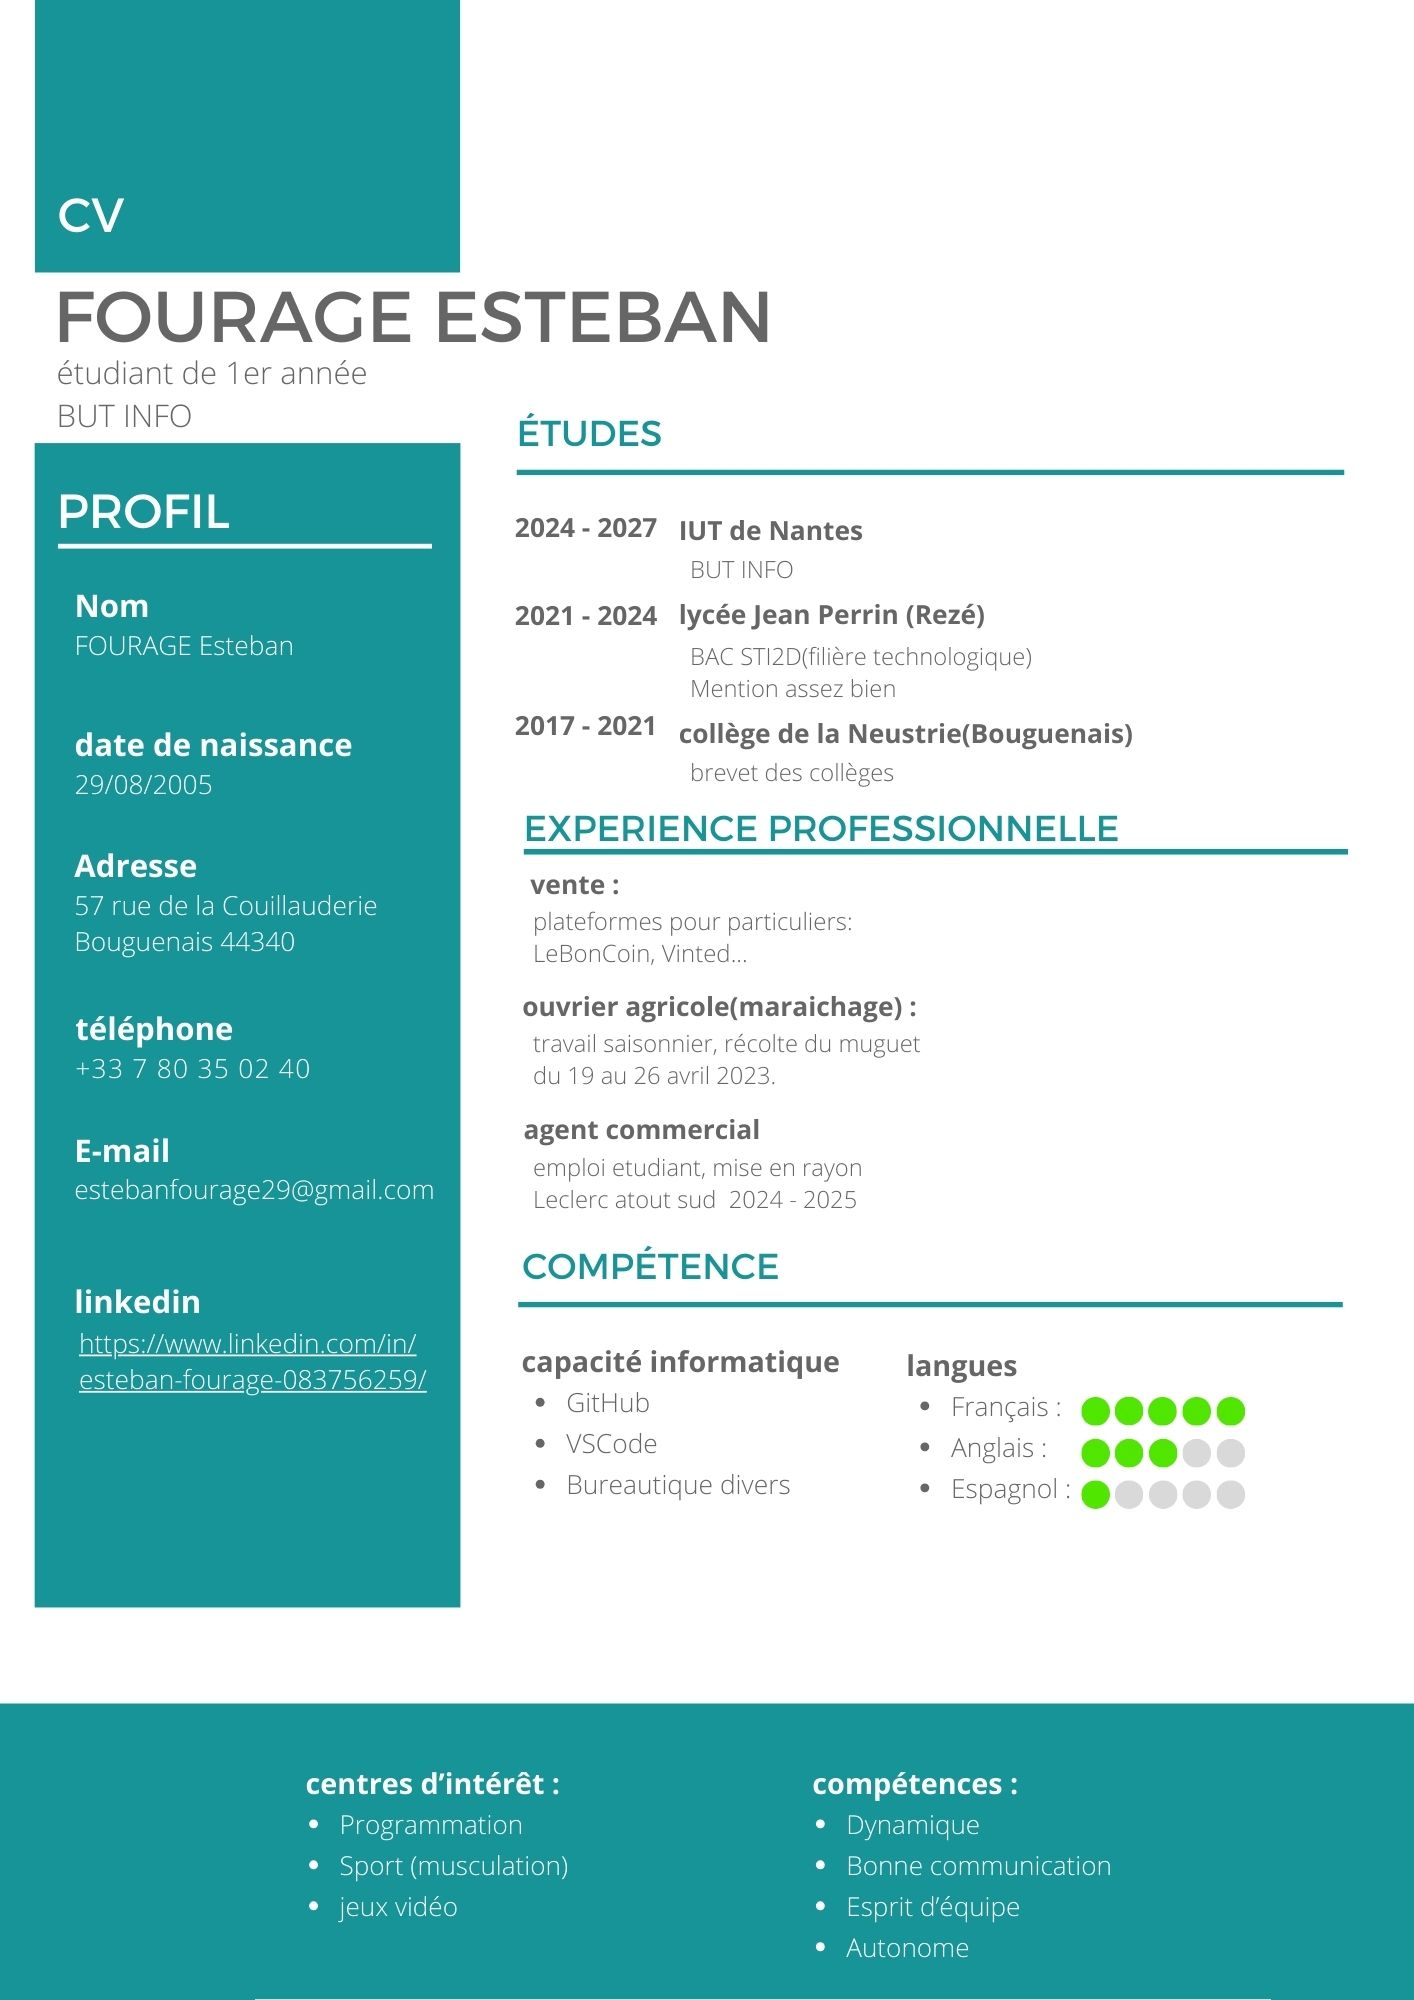 CV
FOURAGE ESTEBAN
étudiant de 1er année
BUT INFO
PROFIL
Nom
FOURAGE Esteban
date de naissance
29/08/2005
Adresse
57 rue de la Couillauderie
Bouguenais 44340
téléphone
+33 7 80 35 02 40
E-mail
estebanfourage29@gmail.com
linkedin
https://www.linkedin.com/in/
esteban-fourage-083756259/
ÉTUDES
2024 - 2027 IUT de Nantes
BUT INFO
2021 - 2024 lycée Jean Perrin (Rezé)
BAC STI2D(filière technologique)
Mention assez bien
2017 - 2021 collège de la Neustrie(Bouguenais)
brevet des collèges
EXPERIENCE PROFESSIONNELLE
vente :
plateformes pour particuliers:
LeBonCoin, Vinted...
ouvrier agricole(maraichage) :
travail saisonnier, récolte du muguet
du 19 au 26 avril 2023.
agent commercial
emploi etudiant, mise en rayon
Leclerc atout sud 2024 - 2025
COMPÉTENCE
capacité informatique
• GitHub
• VSCode
• Bureautique divers
langues
• Français :
• Anglais :
• Espagnol :
centres d’intérêt :
• Programmation
• Sport (musculation)
• jeux vidéo
compétences :
• Dynamique
• Bonne communication
• Esprit d’équipe
• Autonome